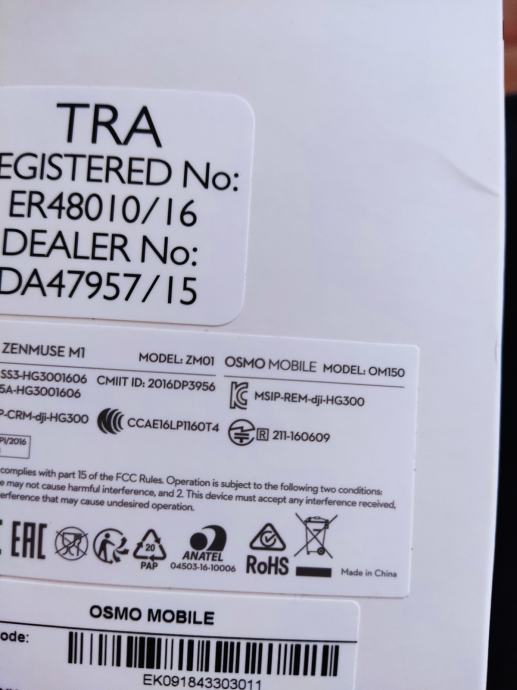 TRA
EGISTERED No:
ER48010/16
DEALER No:
DA47957/15
ZENMUSE M1 MODEL: ZM01 OSMO MOBILE MODEL: OM150
SS3-HG3001606 CMIIT ID: 2016DP3956
5A-HG3001606 MSIP-REM-dji-HG300
P-CRM-dji-HG300 CCAE16LP1160T4 R 211-160609
PI/2016
complies with part 15 of the FCC Rules. Operation is subject to the following two conditions:
e may not cause harmful interference, and 2. This device must accept any interference received,
erference that may cause undesired operation.
EAC
20
PAP
ANATEL
04503-16-10006
RoHS
Made in China
OSMO MOBILE
ode:
EK091843303011